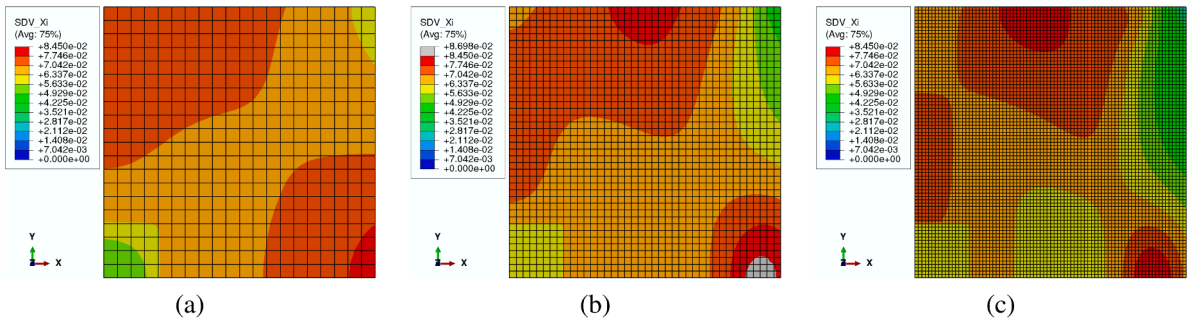 SDV_Xi
(Avg: 75%)
+8.450e-02
+7.746e-02
+7.042e-02
+6.337e-02
+5.633e-02
+4.929e-02
+4.225e-02
+3.521e-02
+2.817e-02
+2.112e-02
+1.408e-02
+7.042e-03
+0.000e+00
Y
Z
X
(a)
SDV_Xi
(Avg: 75%)
+8.698e-02
+8.450e-02
+7.746e-02
+7.042e-02
+6.337e-02
+5.633e-02
+4.929e-02
+4.225e-02
+3.521e-02
+2.817e-02
+2.112e-02
+1.408e-02
+7.042e-03
+0.000e+00
Y
Z
X
(b)
SDV_Xi
(Avg: 75%)
+8.450e-02
+7.746e-02
+7.042e-02
+6.337e-02
+5.633e-02
+4.929e-02
+4.225e-02
+3.521e-02
+2.817e-02
+2.112e-02
+1.408e-02
+7.042e-03
+0.000e+00
Y
Z
X
(c)